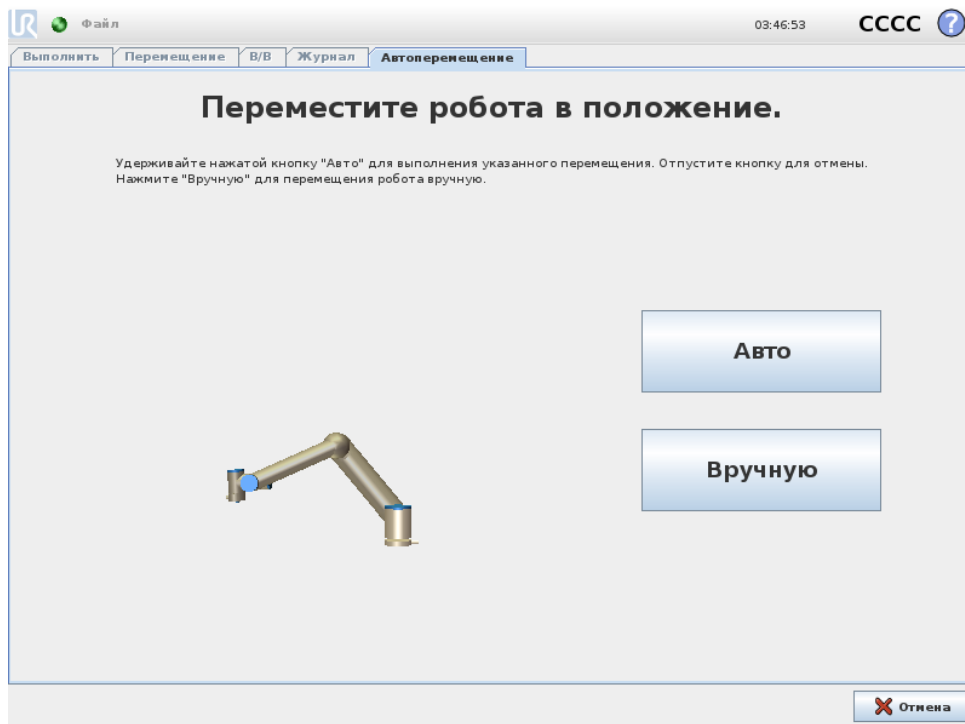 UR
Файл
03:46:53
CCCC
?
Выполнить
Перемещение
В/В
Журнал
Автоперемещение
Переместите робота в положение.
Удерживайте нажатой кнопку "Авто" для выполнения указанного перемещения. Отпустите кнопку для отмены.
Нажмите "Вручную" для перемещения робота вручную.
Авто
Вручную
Отмена